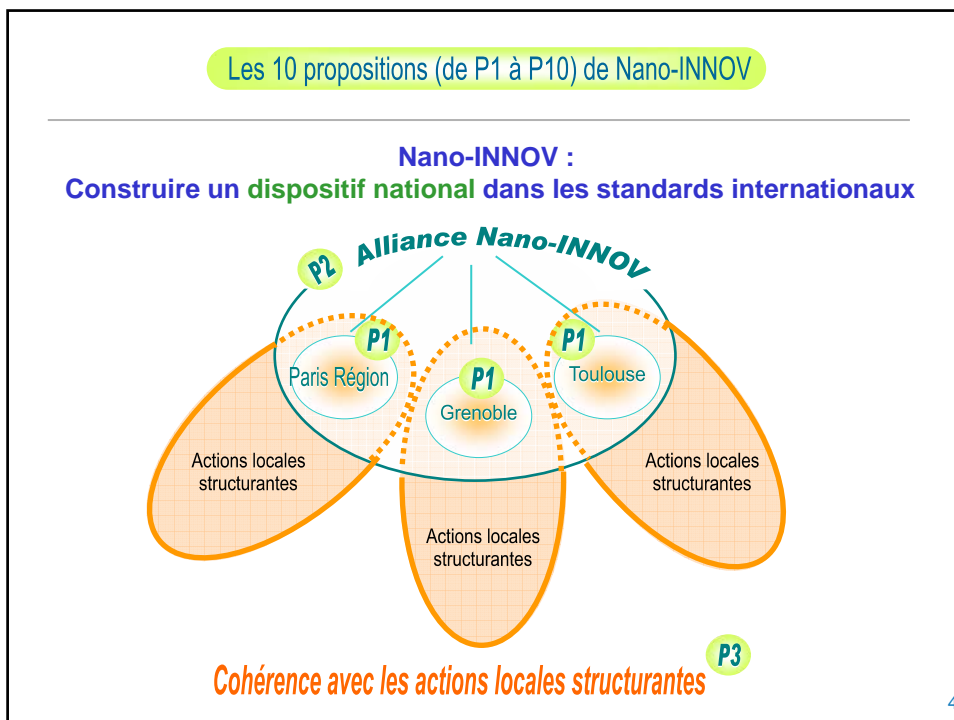 Les 10 propositions (de P1 à P10) de Nano-INNOV
Nano-INNOV :
Construire un dispositif national dans les standards internationaux
Alliance Nano-INNOV
P2
P1
Paris Région
P1
Grenoble
P1
Toulouse
Actions locales
structurantes
Actions locales
structurantes
Actions locales
structurantes
P3
Cohérence avec les actions locales structurantes
4